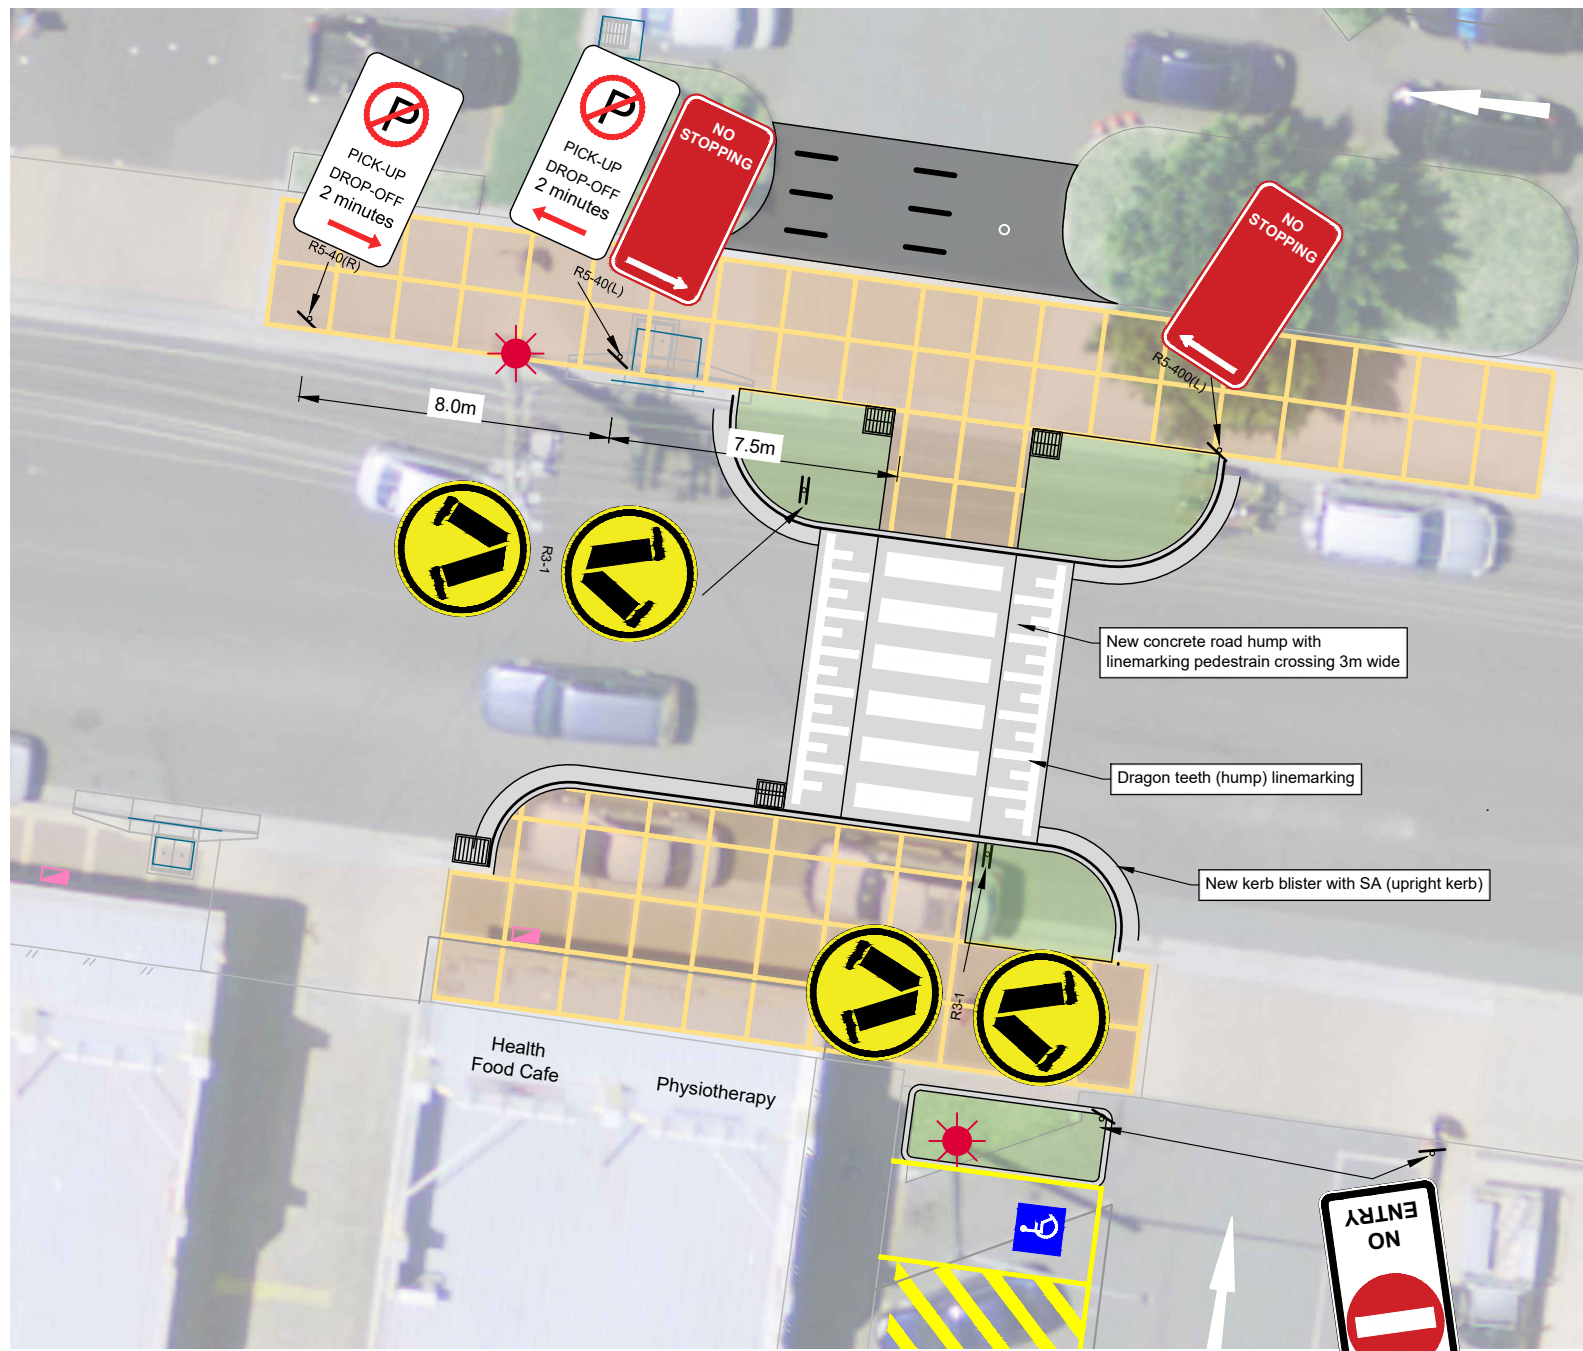 P
PICK-UP
DROP-OFF
2 minutes
R5-40(R)
P
PICK-UP
DROP-OFF
2 minutes
R5-40(L)
NO
STOPPING
NO
STOPPING
R5-400(L)
8.0m
7.5m
R3-1
New concrete road hump with
linemarking pedestrain crossing 3m wide
Dragon teeth (hump) linemarking
New kerb blister with SA (upright kerb)
R3-1
Health
Food Cafe
Physiotherapy
NO
ENTRY